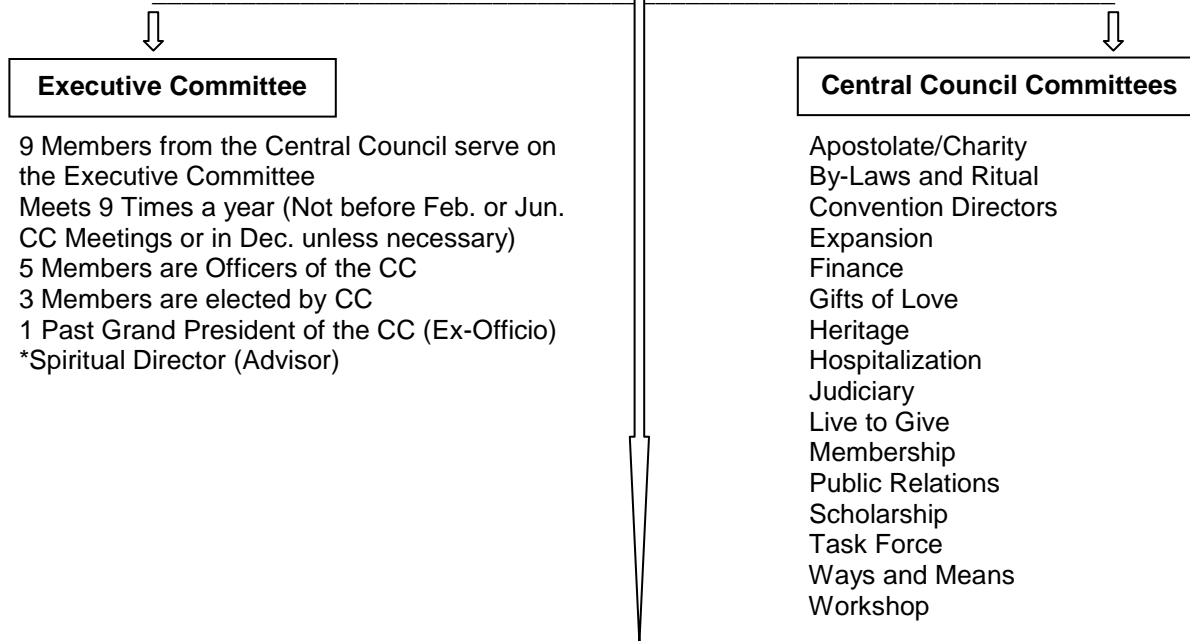 Executive Committee
9 Members from the Central Council serve on
the Executive Committee
Meets 9 Times a year (Not before Feb. or Jun.
CC Meetings or in Dec. unless necessary)
5 Members are Officers of the CC
3 Members are elected by CC
1 Past Grand President of the CC (Ex-Officio)
*Spiritual Director (Advisor)
Central Council Committees
Apostolate/Charity
By-Laws and Ritual
Convention Directors
Expansion
Finance
Gifts of Love
Heritage
Hospitalization
Judiciary
Live to Give
Membership
Public Relations
Scholarship
Task Force
Ways and Means
Workshop